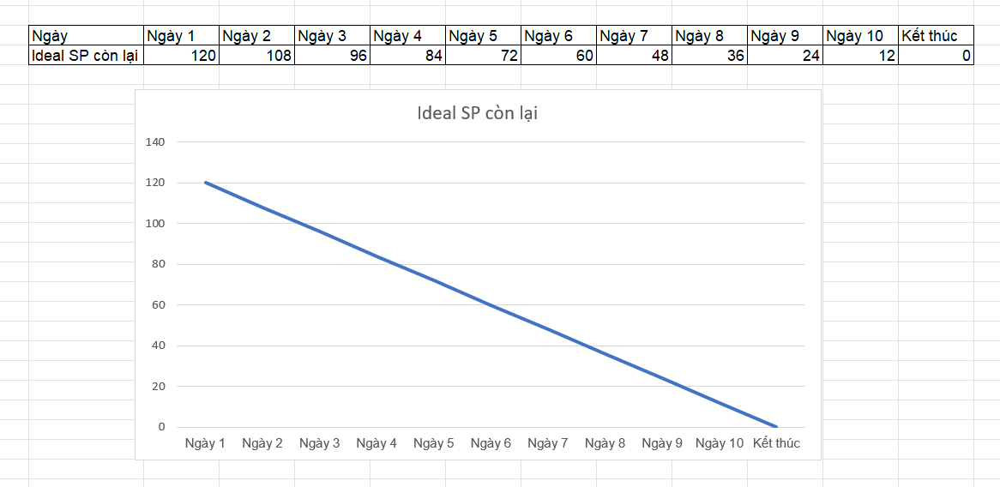 Ngày Ngày 1 Ngày 2 Ngày 3 Ngày 4 Ngày 5 Ngày 6 Ngày 7 Ngày 8 Ngày 9 Ngày 10 Kết thúc
Ideal SP còn lại 120 108 96 84 72 60 48 36 24 12 0
Ideal SP còn lại
140
120
100
80
60
40
20
0
Ngày 1 Ngày 2 Ngày 3 Ngày 4 Ngày 5 Ngày 6 Ngày 7 Ngày 8 Ngày 9 Ngày 10 Kết thúc